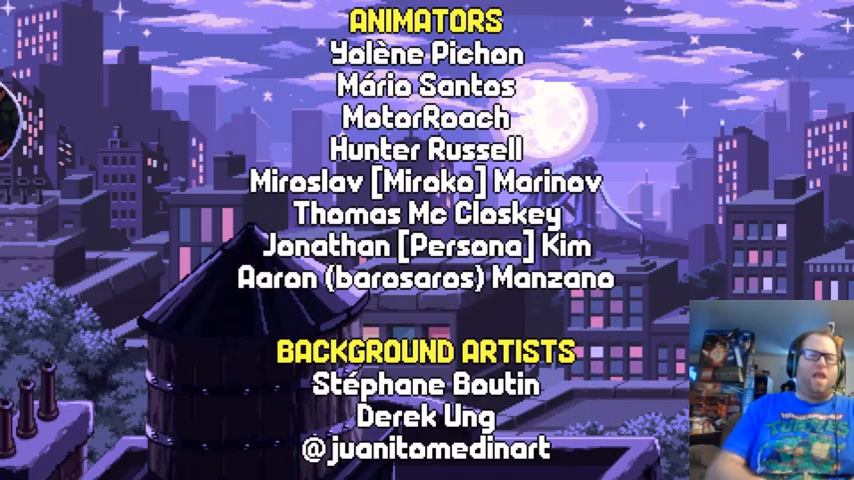 ANIMATORS
Yolène Pichon
Mário Santos
MotorRoach
Hunter Russell
Miroslav [Miroko] Marinov
Thomas Mc Closkey
Jonathan [Persona] Kim
Aaron (barosaros) Manzano
BACKGROUND ARTISTS
Stéphane Boutin
Derek Ung
@juanitomedinart
TURTLES